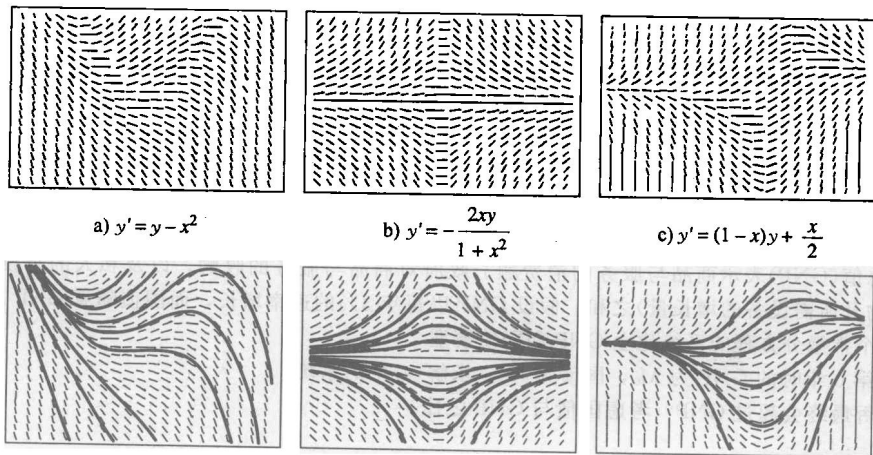 a) y' = y – x²
b) y' = – 2xy / 1 + x²
c) y' = (1 – x)y + x / 2